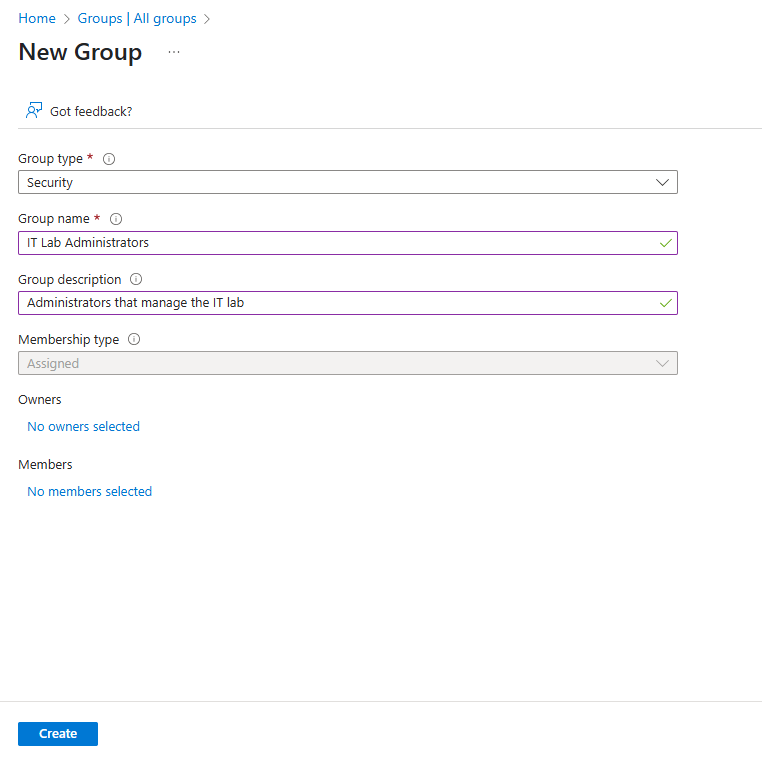 Home > Groups | All groups >
New Group ...
Got feedback?
Group type *
Security
Group name *
IT Lab Administrators
Group description
Administrators that manage the IT lab
Membership type
Assigned
Owners
No owners selected
Members
No members selected
Create